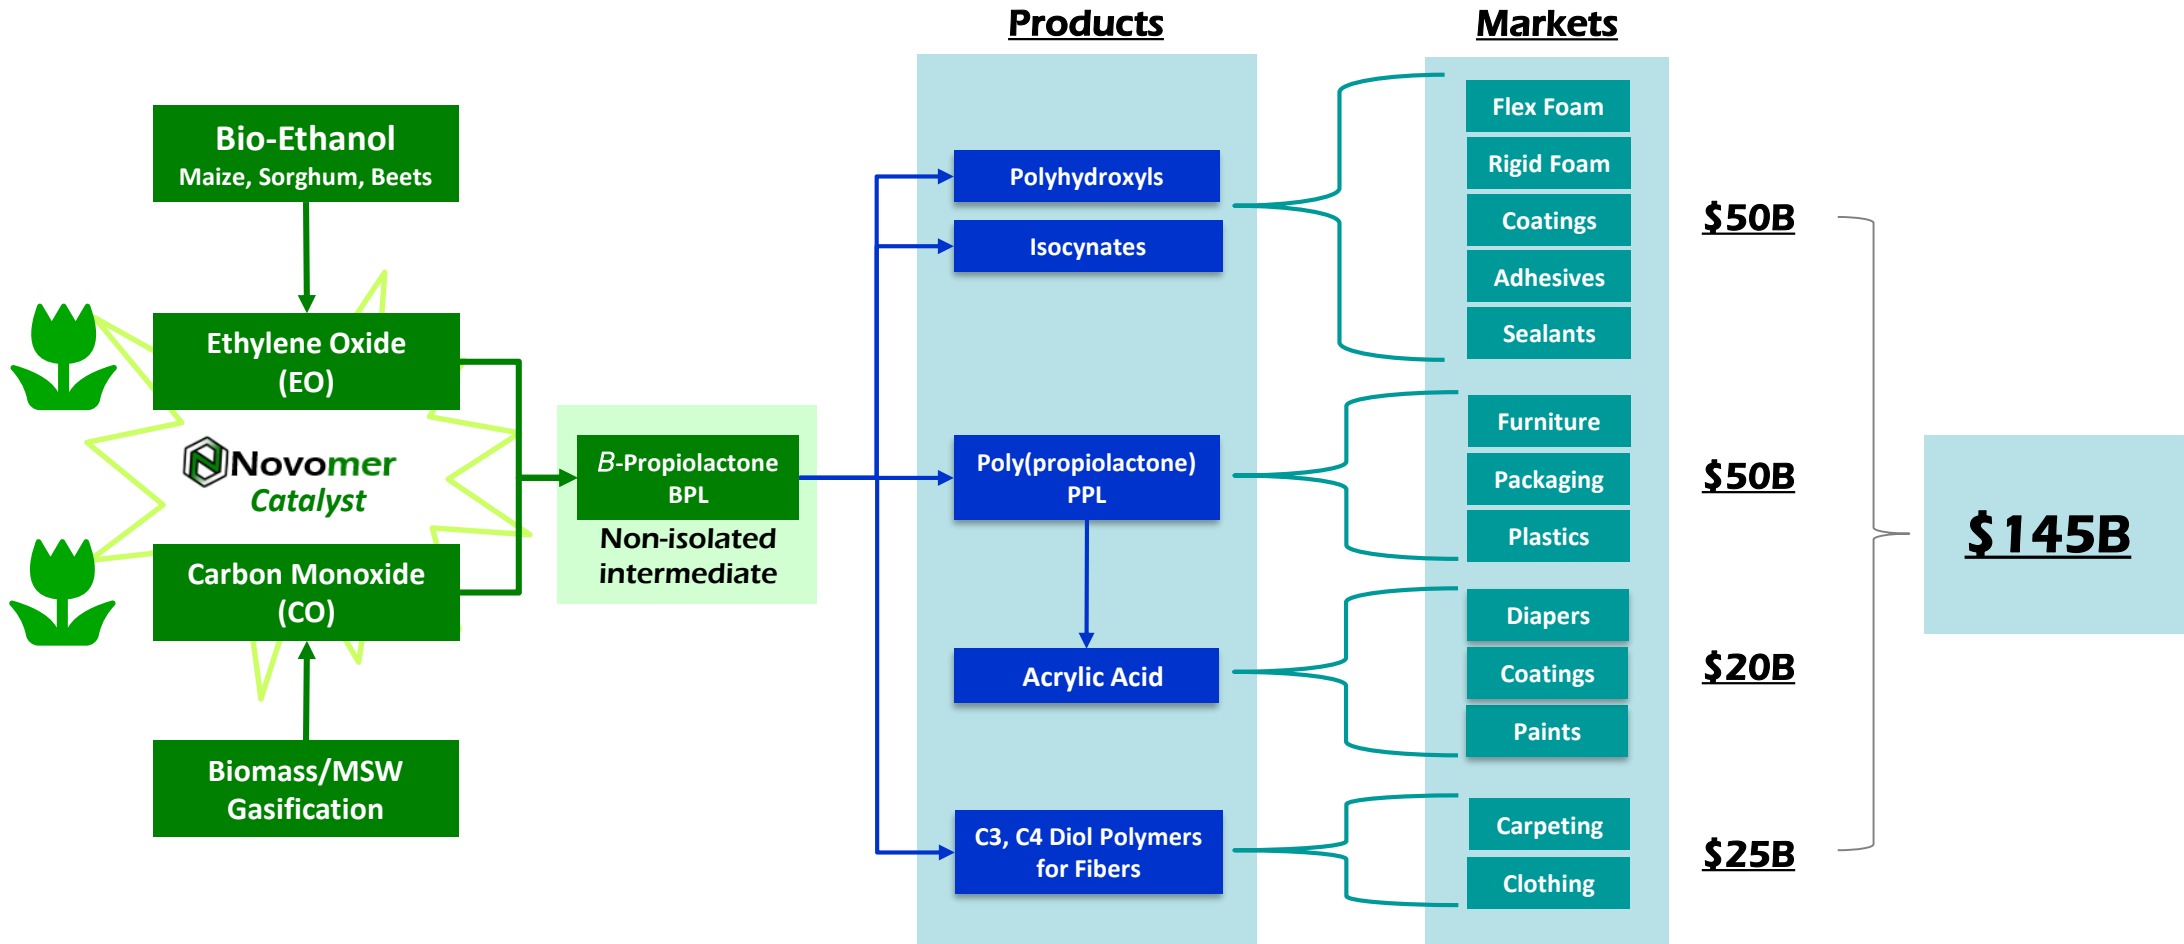 Products
Markets
Bio-Ethanol
Maize, Sorghum, Beets
Ethylene Oxide
(EO)
Novomer
Catalyst
Carbon Monoxide
(CO)
Biomass/MSW
Gasification
B-Propiolactone
BPL
Non-isolated
intermediate
Polyhydroxyls
Isocynates
Poly(propiolactone)
PPL
Acrylic Acid
C3, C4 Diol Polymers
for Fibers
Flex Foam
Rigid Foam
Coatings
Adhesives
Sealants
Furniture
Packaging
Plastics
Diapers
Coatings
Paints
Carpeting
Clothing
$50B
$50B
$20B
$25B
$145B